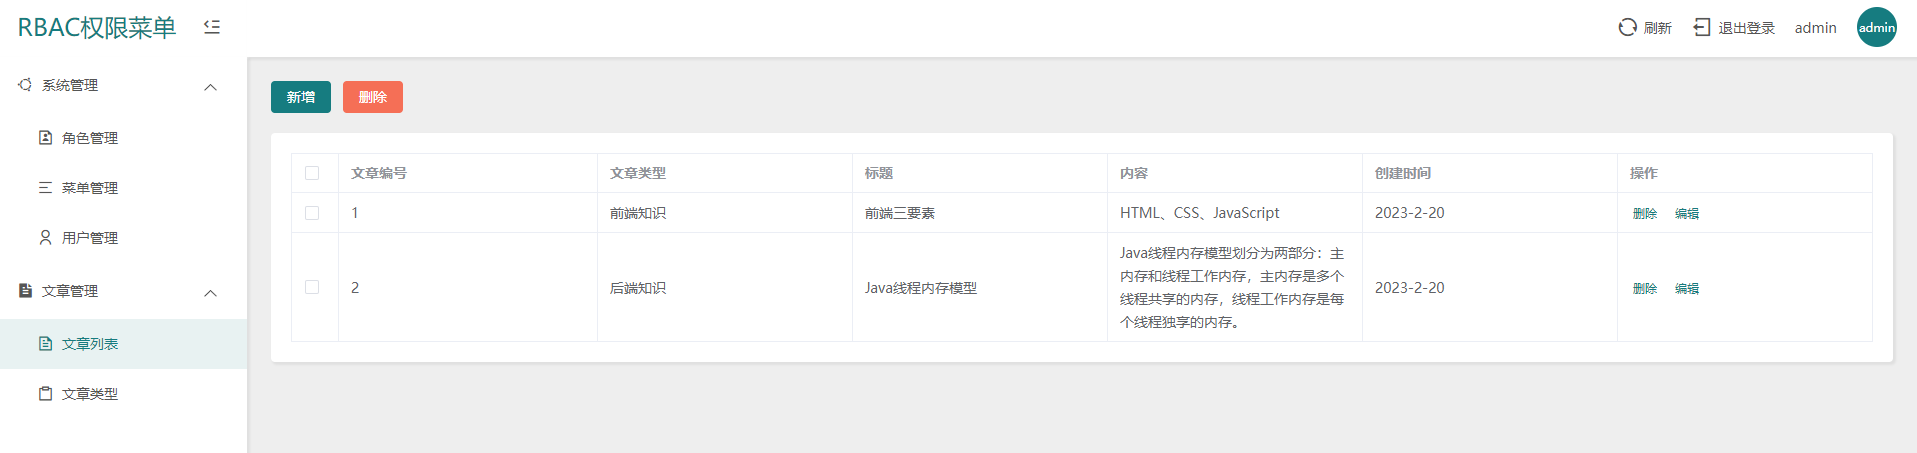 RBAC权限菜单
刷新
退出登录
admin
admin
系统管理
角色管理
菜单管理
用户管理
文章管理
文章列表
文章类型
新增 删除
文章编号 文章类型 标题 内容 创建时间 操作
1 前端知识 前端三要素 HTML、CSS、JavaScript 2023-2-20 删除 编辑
2 后端知识 Java线程内存模型
Java线程内存模型划分为两部分：主
内存和线程工作内存，主内存是多个
线程共享的内存，线程工作内存是每
个线程独享的内存。
2023-2-20 删除 编辑